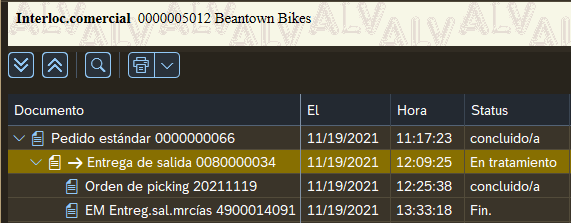 Interloc.comercial 0000005012 Beantown Bikes
Documento El Hora Status
Pedido estándar 0000000066 11/19/2021 11:17:23 concluido/a
→ Entrega de salida 0080000034 11/19/2021 12:09:25 En tratamiento
Orden de picking 20211119 11/19/2021 12:25:38 concluido/a
EM Entreg.sal.mrcías 4900014091 11/19/2021 13:33:18 Fin.